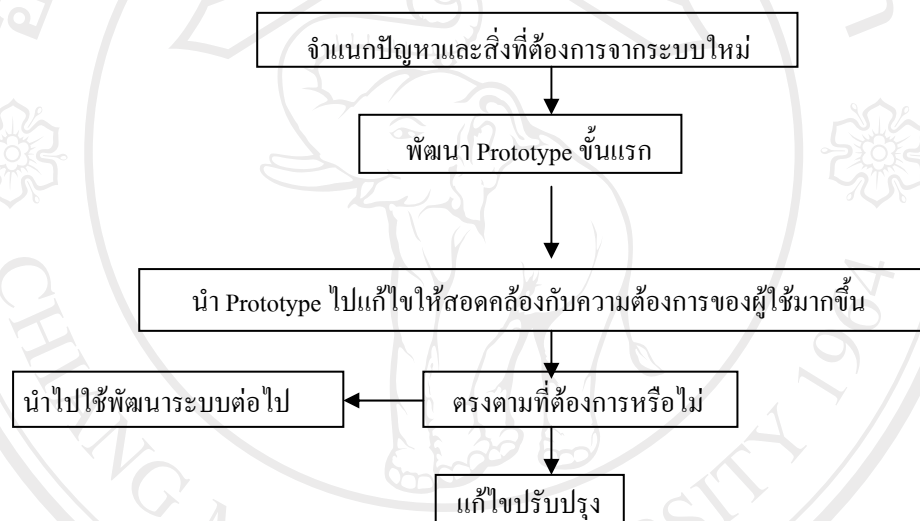 จำแนกปัญหาและสิ่งที่ต้องการจากระบบใหม่
พัฒนา Prototype ขั้นแรก
นำ Prototype ไปแก้ไขให้สอดคล้องกับความต้องการของผู้ใช้มากขึ้น
นำไปใช้พัฒนาระบบต่อไป
ตรงตามที่ต้องการหรือไม่
แก้ไขปรับปรุง